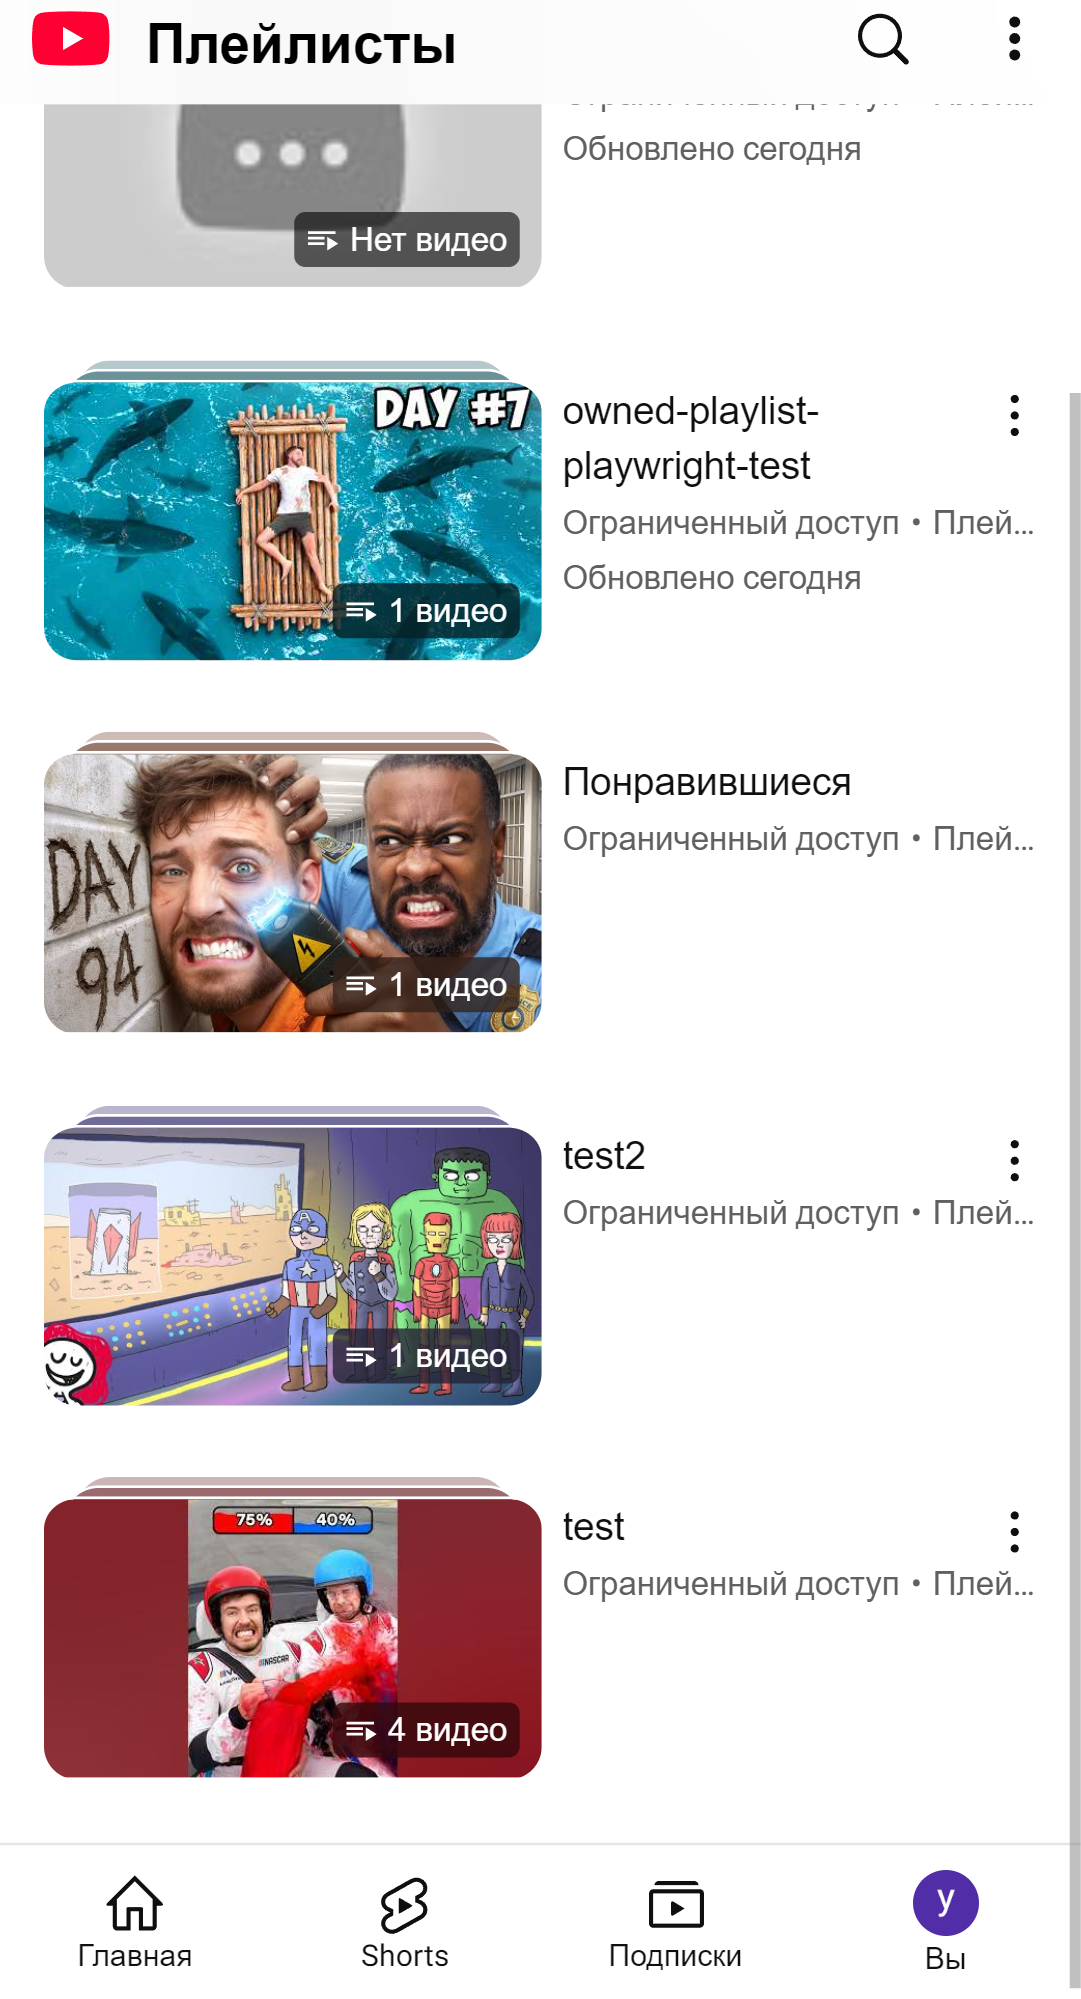 Плейлисты
Обновлено сегодня
Нет видео
DAY #7
owned-playlist-
playwright-test
Ограниченный доступ • Плей...
Обновлено сегодня
1 видео
DAY
94
POLICE
Понравившиеся
Ограниченный доступ • Плей...
1 видео
A
test2
Ограниченный доступ • Плей...
1 видео
75% 40%
NASCAR
test
Ограниченный доступ • Плей...
4 видео
Главная
Shorts
Подписки
y
Вы